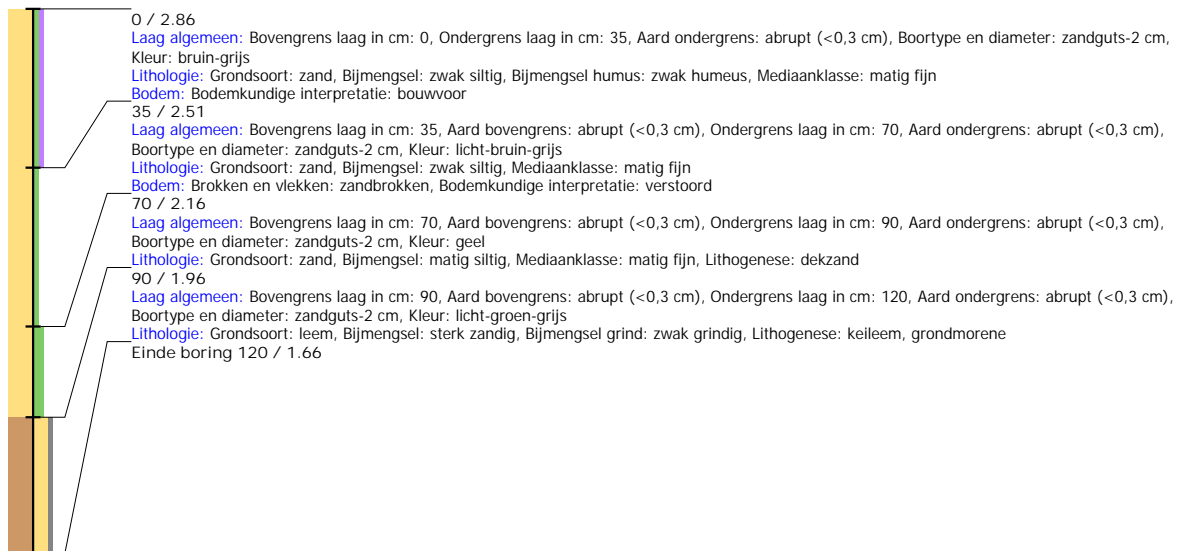 0 / 2.86
Laag algemeen: Bovengrens laag in cm: 0, Ondergrens laag in cm: 35, Aard ondergrens: abrupt (<0,3 cm), Boortype en diameter: zandguts-2 cm,
Kleur: bruin-grijs
Lithologie: Grondsoort: zand, Bijmengsel: zwak siltig, Bijmengsel humus: zwak humeus, Mediaanklasse: matig fijn
Bodem: Bodemkundige interpretatie: bouwvoor
35 / 2.51
Laag algemeen: Bovengrens laag in cm: 35, Aard bovengrens: abrupt (<0,3 cm), Ondergrens laag in cm: 70, Aard ondergrens: abrupt (<0,3 cm),
Boortype en diameter: zandguts-2 cm, Kleur: licht-bruin-grijs
Lithologie: Grondsoort: zand, Bijmengsel: zwak siltig, Mediaanklasse: matig fijn
Bodem: Brokken en vlekken: zandbrokken, Bodemkundige interpretatie: verstoord
70 / 2.16
Laag algemeen: Bovengrens laag in cm: 70, Aard bovengrens: abrupt (<0,3 cm), Ondergrens laag in cm: 90, Aard ondergrens: abrupt (<0,3 cm),
Boortype en diameter: zandguts-2 cm, Kleur: geel
Lithologie: Grondsoort: zand, Bijmengsel: matig siltig, Mediaanklasse: matig fijn, Lithogenese: dekzand
90 / 1.96
Laag algemeen: Bovengrens laag in cm: 90, Aard bovengrens: abrupt (<0,3 cm), Ondergrens laag in cm: 120, Aard ondergrens: abrupt (<0,3 cm),
Boortype en diameter: zandguts-2 cm, Kleur: licht-groen-grijs
Lithologie: Grondsoort: leem, Bijmengsel: sterk zandig, Bijmengsel grind: zwak grindig, Lithogenese: keileem, grondmorene
Einde boring 120 / 1.66